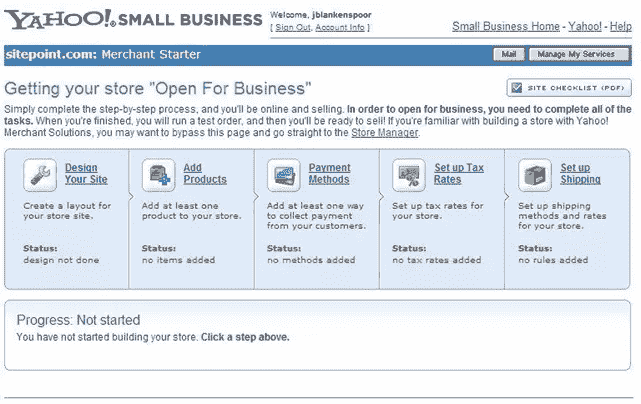 YAHOO! SMALL BUSINESS
Welcome, jblankenspoor
[ Sign Out, Account Info ]
Small Business Home - Yahoo! - Help
sitepoint.com: Merchant Starter
Mail
Manage My Services
Getting your store "Open For Business"
SITE CHECKLIST (PDF)
Simply complete the step-by-step process, and you'll be online and selling. In order to open for business, you need to complete all of the
tasks. When you're finished, you will run a test order, and then you'll be ready to sell! If you're familiar with building a store with Yahoo!
Merchant Solutions, you may want to bypass this page and go straight to the Store Manager.
Design
Your Site
Create a layout for
your store site.
Status:
design not done
Add
Products
Add at least one
product to your store.
Status:
no items added
Payment
Methods
Add at least one way
to collect payment
from your customers.
Status:
no methods added
Set up Tax
Rates
Set up tax rates for
your store.
Status:
no tax rates added
Set up
Shipping
Set up shipping
methods and rates
for your store.
Status:
no rules added
Progress: Not started
You have not started building your store. Click a step above.